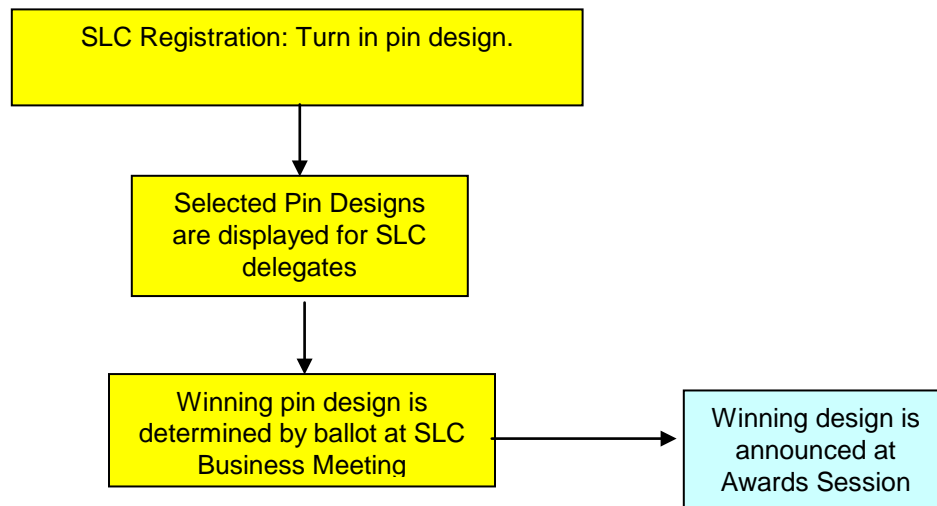 SLC Registration: Turn in pin design.
Selected Pin Designs
are displayed for SLC
delegates
Winning pin design is
determined by ballot at SLC
Business Meeting
Winning design is
announced at
Awards Session